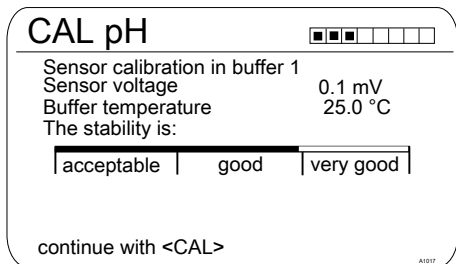 CAL pH
Sensor calibration in buffer 1
Sensor voltage 0.1 mV
Buffer temperature 25.0 °C
The stability is:
acceptable good very good
continue with <CAL>
A1017